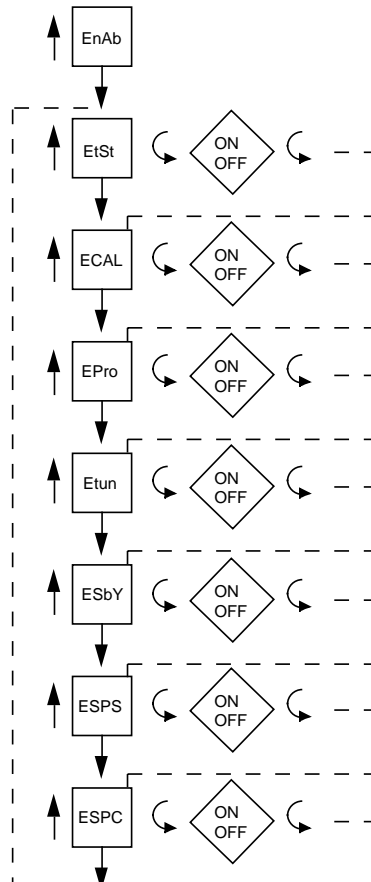 EnAb
EtSt
ON
OFF
ECAL
ON
OFF
EPro
ON
OFF
Etun
ON
OFF
ESbY
ON
OFF
ESPS
ON
OFF
ESPC
ON
OFF